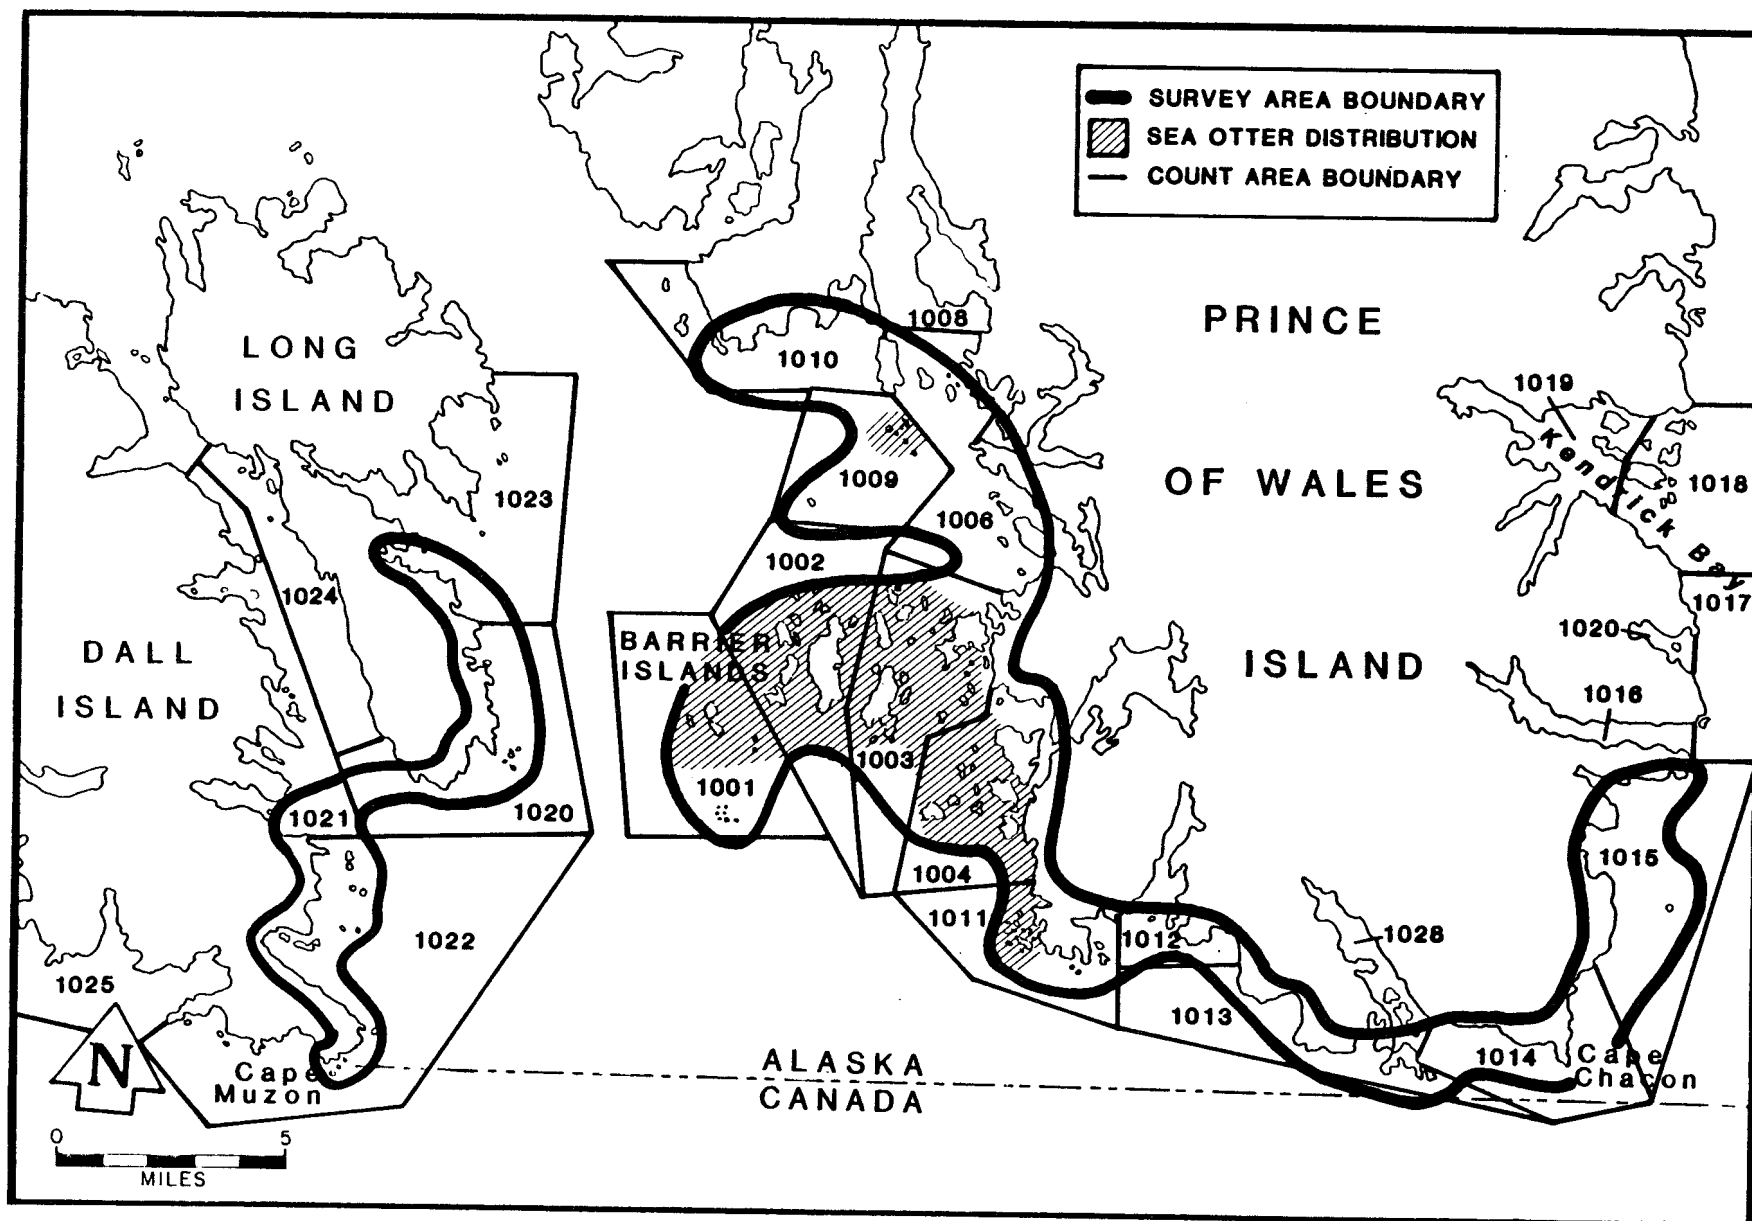 SURVEY AREA BOUNDARY
SEA OTTER DISTRIBUTION
COUNT AREA BOUNDARY
1008
PRINCE
LONG
ISLAND
1010
1019
Kendrick Bay
1009
OF WALES
1018
1023
1006
1002
1024
1017
1020
BARRIER
ISLANDS
DALL
ISLAND
ISLAND
1016
1003
1001
1021
1020
1015
1004
1011
1012
1028
1022
1025
1013
N
Cape
Muzon
ALASKA
CANADA
1014
Cape
Chacon
0 5
MILES